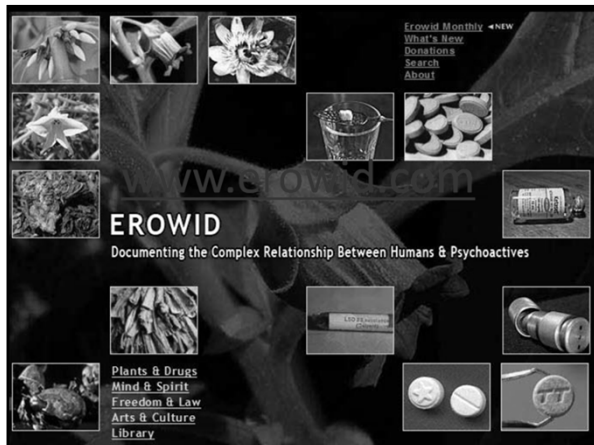 Erowid Monthly ◄NEW
What's New
Donations
Search
About
www.erowid.com
EROWID
Documenting the Complex Relationship Between Humans & Psychoactives
Plants & Drugs
Mind & Spirit
Freedom & Law
Arts & Culture
Library